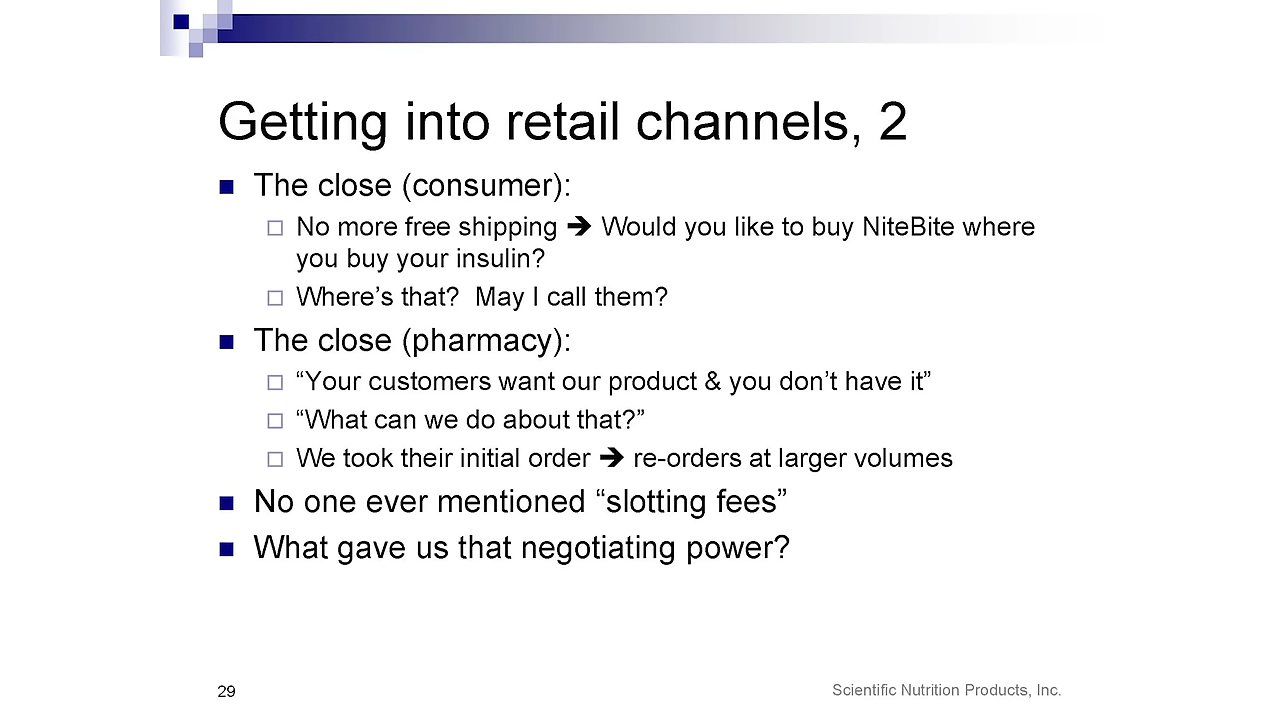 Getting into retail channels, 2
The close (consumer):
No more free shipping ➔ Would you like to buy NiteBite where
you buy your insulin?
Where’s that?  May I call them?
The close (pharmacy):
“Your customers want our product & you don’t have it”
“What can we do about that?”
We took their initial order ➔ re-orders at larger volumes
No one ever mentioned “slotting fees”
What gave us that negotiating power?
29
Scientific Nutrition Products, Inc.